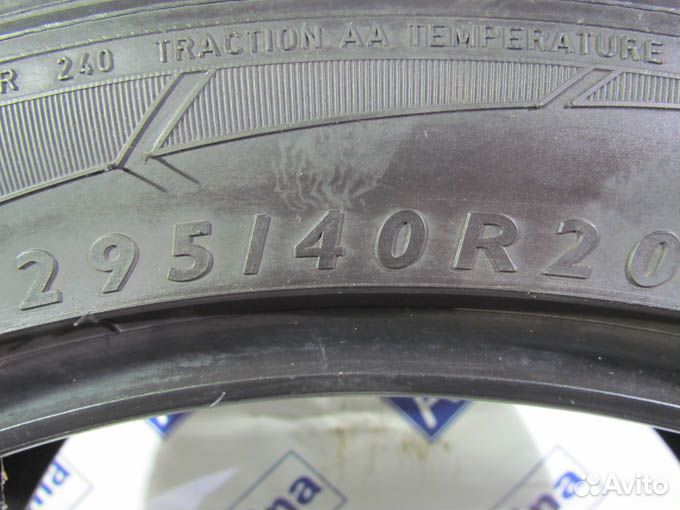 R 240 TRACTION AA TEMPERATURE
295/40R20
Avito